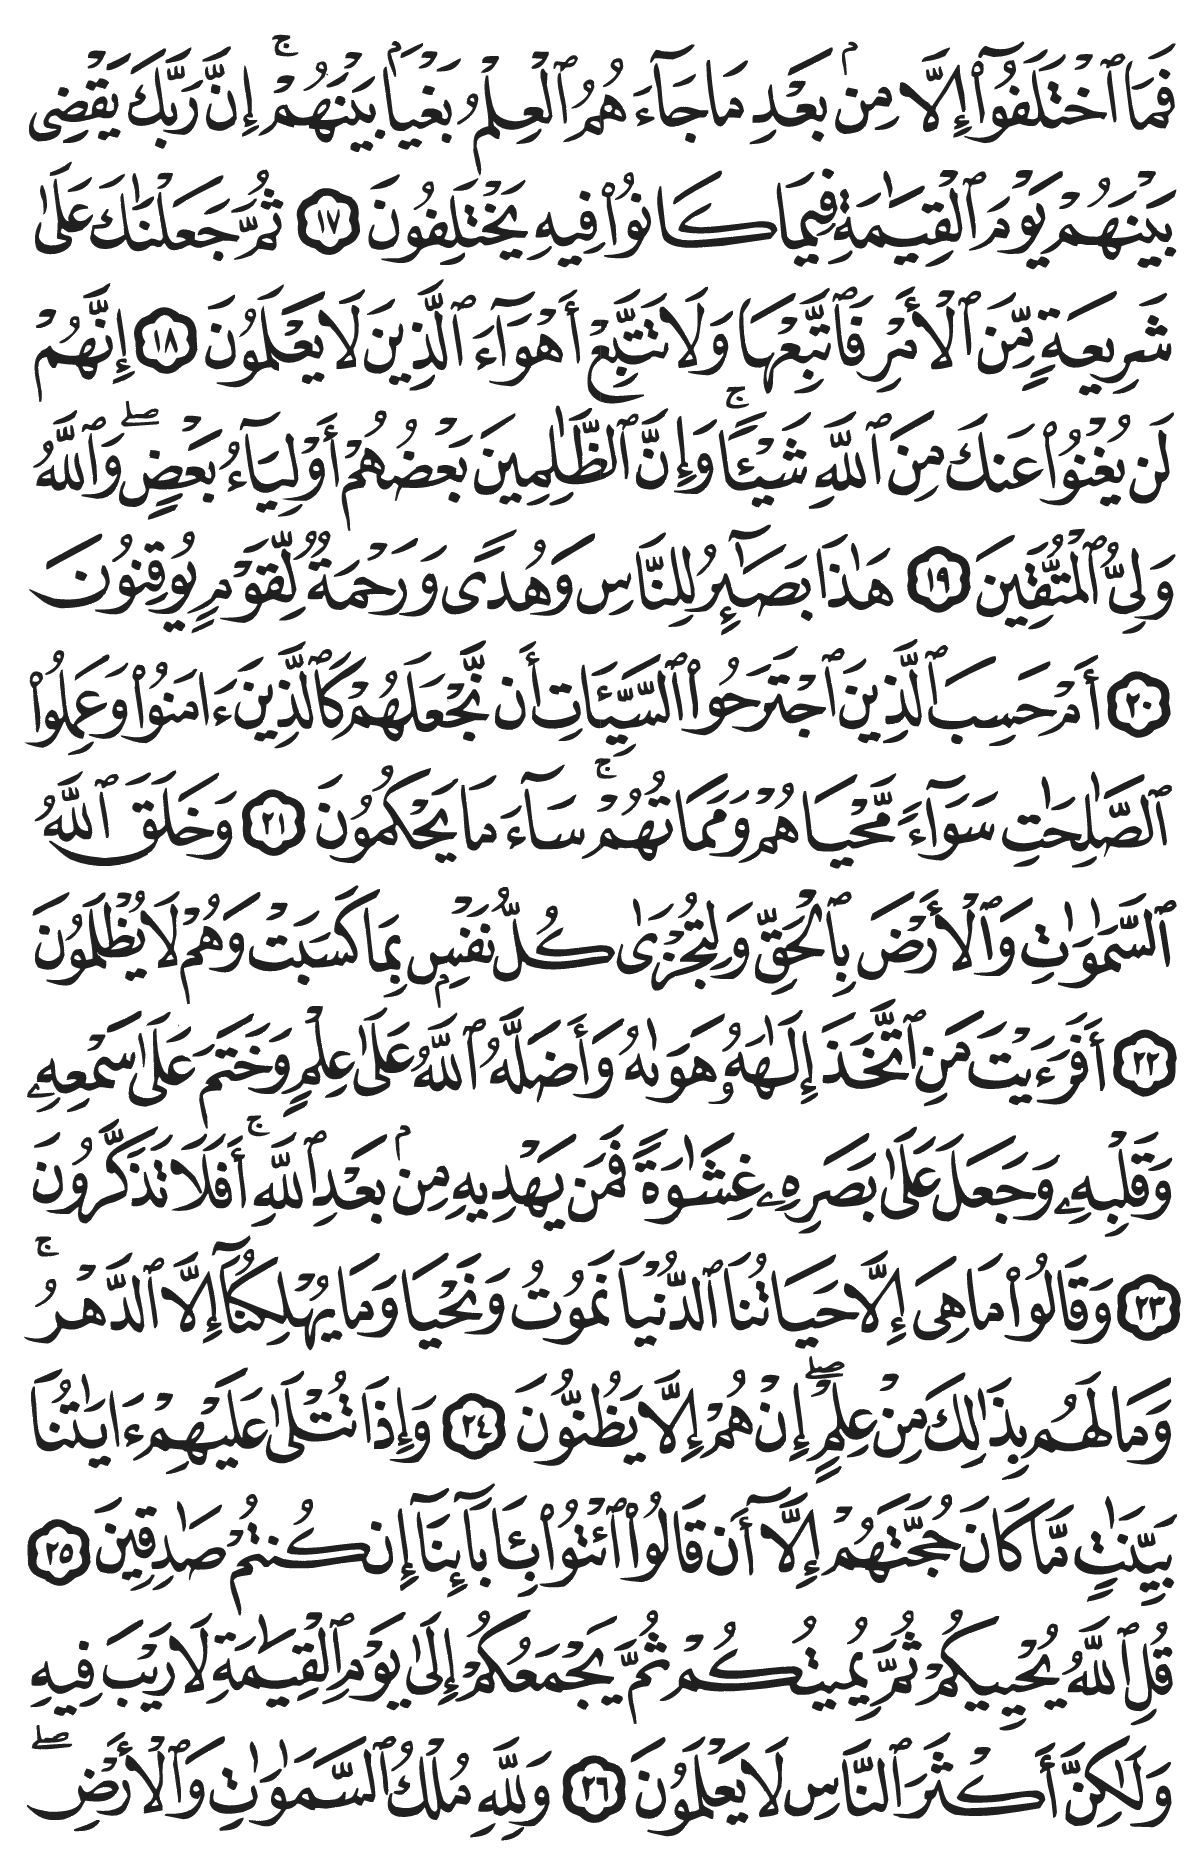 فَمَا ٱخْتَلَفُوٓا۟ إِلَّا مِنۢ بَعْدِ مَا جَآءَهُمُ ٱلْعِلْمُ بَغْيًۢا بَيْنَهُمْ ۚ إِنَّ رَبَّكَ يَقْضِى
بَيْنَهُمْ يَوْمَ ٱلْقِيَـٰمَةِ فِيمَا كَانُوا۟ فِيهِ يَخْتَلِفُونَ ١٧ ثُمَّ جَعَلْنَـٰكَ عَلَىٰ
شَرِيعَةٍ مِّنَ ٱلْأَمْرِ فَٱتَّبِعْهَا وَلَا تَتَّبِعْ أَهْوَآءَ ٱلَّذِينَ لَا يَعْلَمُونَ ١٨ إِنَّهُمْ
لَن يُغْنُوا۟ عَنكَ مِنَ ٱللَّهِ شَيْـًٔا ۚ وَإِنَّ ٱلظَّـٰلِمِينَ بَعْضُهُمْ أَوْلِيَآءُ بَعْضٍ ۖ وَٱللَّهُ
وَلِىُّ ٱلْمُتَّقِينَ ١٩ هَـٰذَا بَصَـٰٓئِرُ لِلنَّاسِ وَهُدًى وَرَحْمَةٌ لِّقَوْمٍ يُوقِنُونَ
٢٠ أَمْ حَسِبَ ٱلَّذِينَ ٱجْتَرَحُوا۟ ٱلسَّيِّـَٔاتِ أَن نَّجْعَلَهُمْ كَٱلَّذِينَ ءَامَنُوا۟ وَعَمِلُوا۟
ٱلصَّـٰلِحَـٰتِ سَوَآءً مَّحْيَاهُمْ وَمَمَاتُهُمْ ۚ سَآءَ مَا يَحْكُمُونَ ٢١ وَخَلَقَ ٱللَّهُ
ٱلسَّمَـٰوَٰتِ وَٱلْأَرْضَ بِٱلْحَقِّ وَلِتُجْزَىٰ كُلُّ نَفْسٍۭ بِمَا كَسَبَتْ وَهُمْ لَا يُظْلَمُونَ
٢٢ أَفَرَءَيْتَ مَنِ ٱتَّخَذَ إِلَـٰهَهُۥ هَوَىٰهُ وَأَضَلَّهُ ٱللَّهُ عَلَىٰ عِلْمٍ وَخَتَمَ عَلَىٰ سَمْعِهِۦ
وَقَلْبِهِۦ وَجَعَلَ عَلَىٰ بَصَرِهِۦ غِشَـٰوَةً فَمَن يَهْدِيهِ مِنۢ بَعْدِ ٱللَّهِ ۚ أَفَلَا تَذَكَّرُونَ
٢٣ وَقَالُوا۟ مَا هِىَ إِلَّا حَيَاتُنَا ٱلدُّنْيَا نَمُوتُ وَنَحْيَا وَمَا يُهْلِكُنَآ إِلَّا ٱلدَّهْرُ ۚ
وَمَا لَهُم بِذَٰلِكَ مِنْ عِلْمٍ ۖ إِنْ هُمْ إِلَّا يَظُنُّونَ ٢٤ وَإِذَا تُتْلَىٰ عَلَيْهِمْ ءَايَـٰتُنَا
بَيِّنَـٰتٍ مَّا كَانَ حُجَّتَهُمْ إِلَّآ أَن قَالُوا۟ ٱئْتُوا۟ بِـَٔابَآئِنَآ إِن كُنتُمْ صَـٰدِقِينَ ٢٥
قُلِ ٱللَّهُ يُحْيِيكُمْ ثُمَّ يُمِيتُكُمْ ثُمَّ يَجْمَعُكُمْ إِلَىٰ يَوْمِ ٱلْقِيَـٰمَةِ لَا رَيْبَ فِيهِ
وَلَـٰكِنَّ أَكْثَرَ ٱلنَّاسِ لَا يَعْلَمُونَ ٢٦ وَلِلَّهِ مُلْكُ ٱلسَّمَـٰوَٰتِ وَٱلْأَرْضِ ۖ